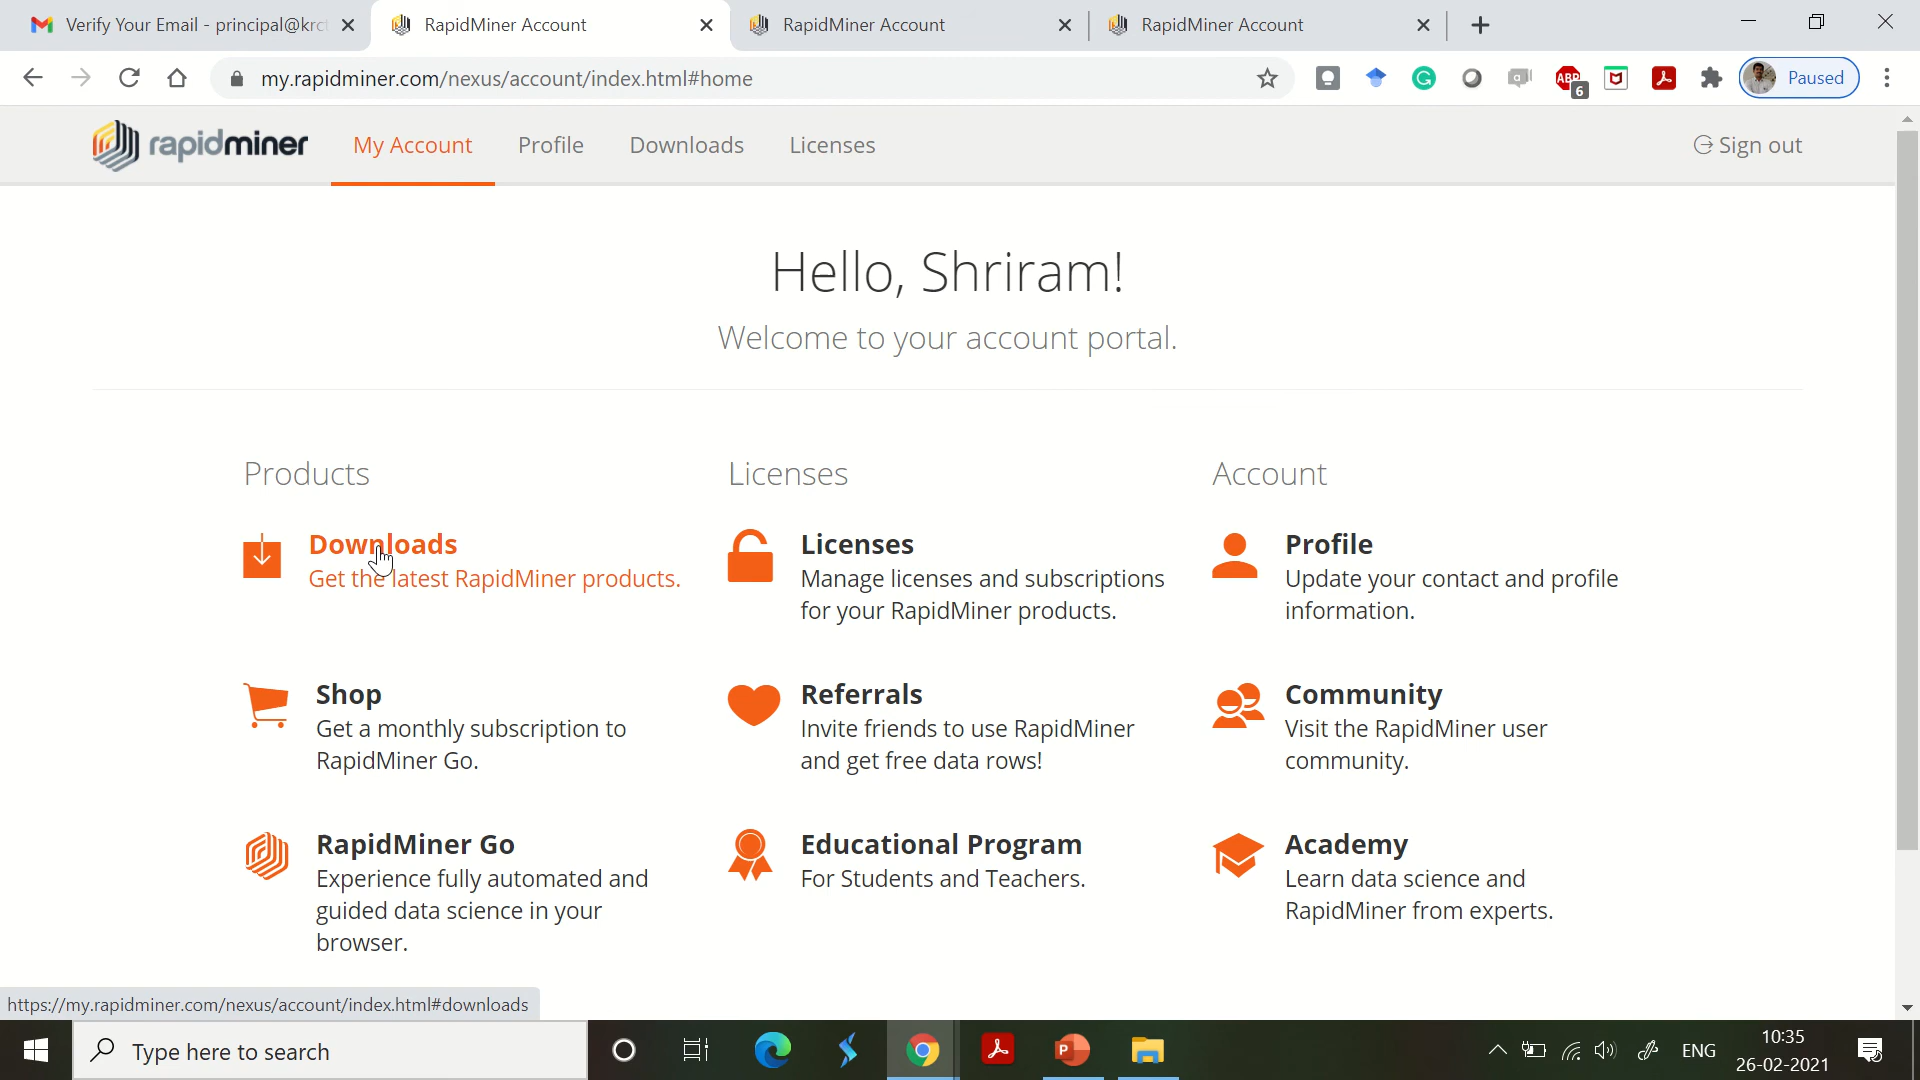 Verify Your Email - principal@krct
RapidMiner Account
RapidMiner Account
RapidMiner Account
my.rapidminer.com/nexus/account/index.html#home
ABP
6
Paused
rapidminer
My Account
Profile
Downloads
Licenses
Sign out
Hello, Shriram!
Welcome to your account portal.
Products
Downloads
Get the latest RapidMiner products.
Shop
Get a monthly subscription to
RapidMiner Go.
RapidMiner Go
Experience fully automated and
guided data science in your
browser.
Licenses
Licenses
Manage licenses and subscriptions
for your RapidMiner products.
Referrals
Invite friends to use RapidMiner
and get free data rows!
Educational Program
For Students and Teachers.
Account
Profile
Update your contact and profile
information.
Community
Visit the RapidMiner user
community.
Academy
Learn data science and
RapidMiner from experts.
https://my.rapidminer.com/nexus/account/index.html#downloads
Type here to search
ENG
10:35
26-02-2021